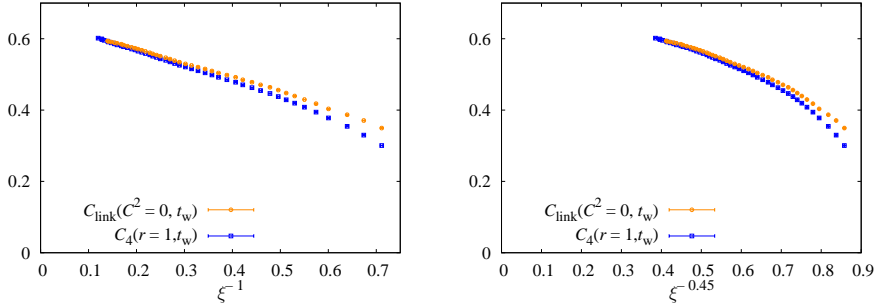 0.6
0.4
0.2
0
C_link(C^2 = 0, t_w)
C_4(r = 1,t_w)
0 0.1 0.2 0.3 0.4 0.5 0.6 0.7
ξ^-1
0.6
0.4
0.2
0
C_link(C^2 = 0, t_w)
C_4(r = 1,t_w)
0 0.1 0.2 0.3 0.4 0.5 0.6 0.7 0.8 0.9
ξ^-0.45